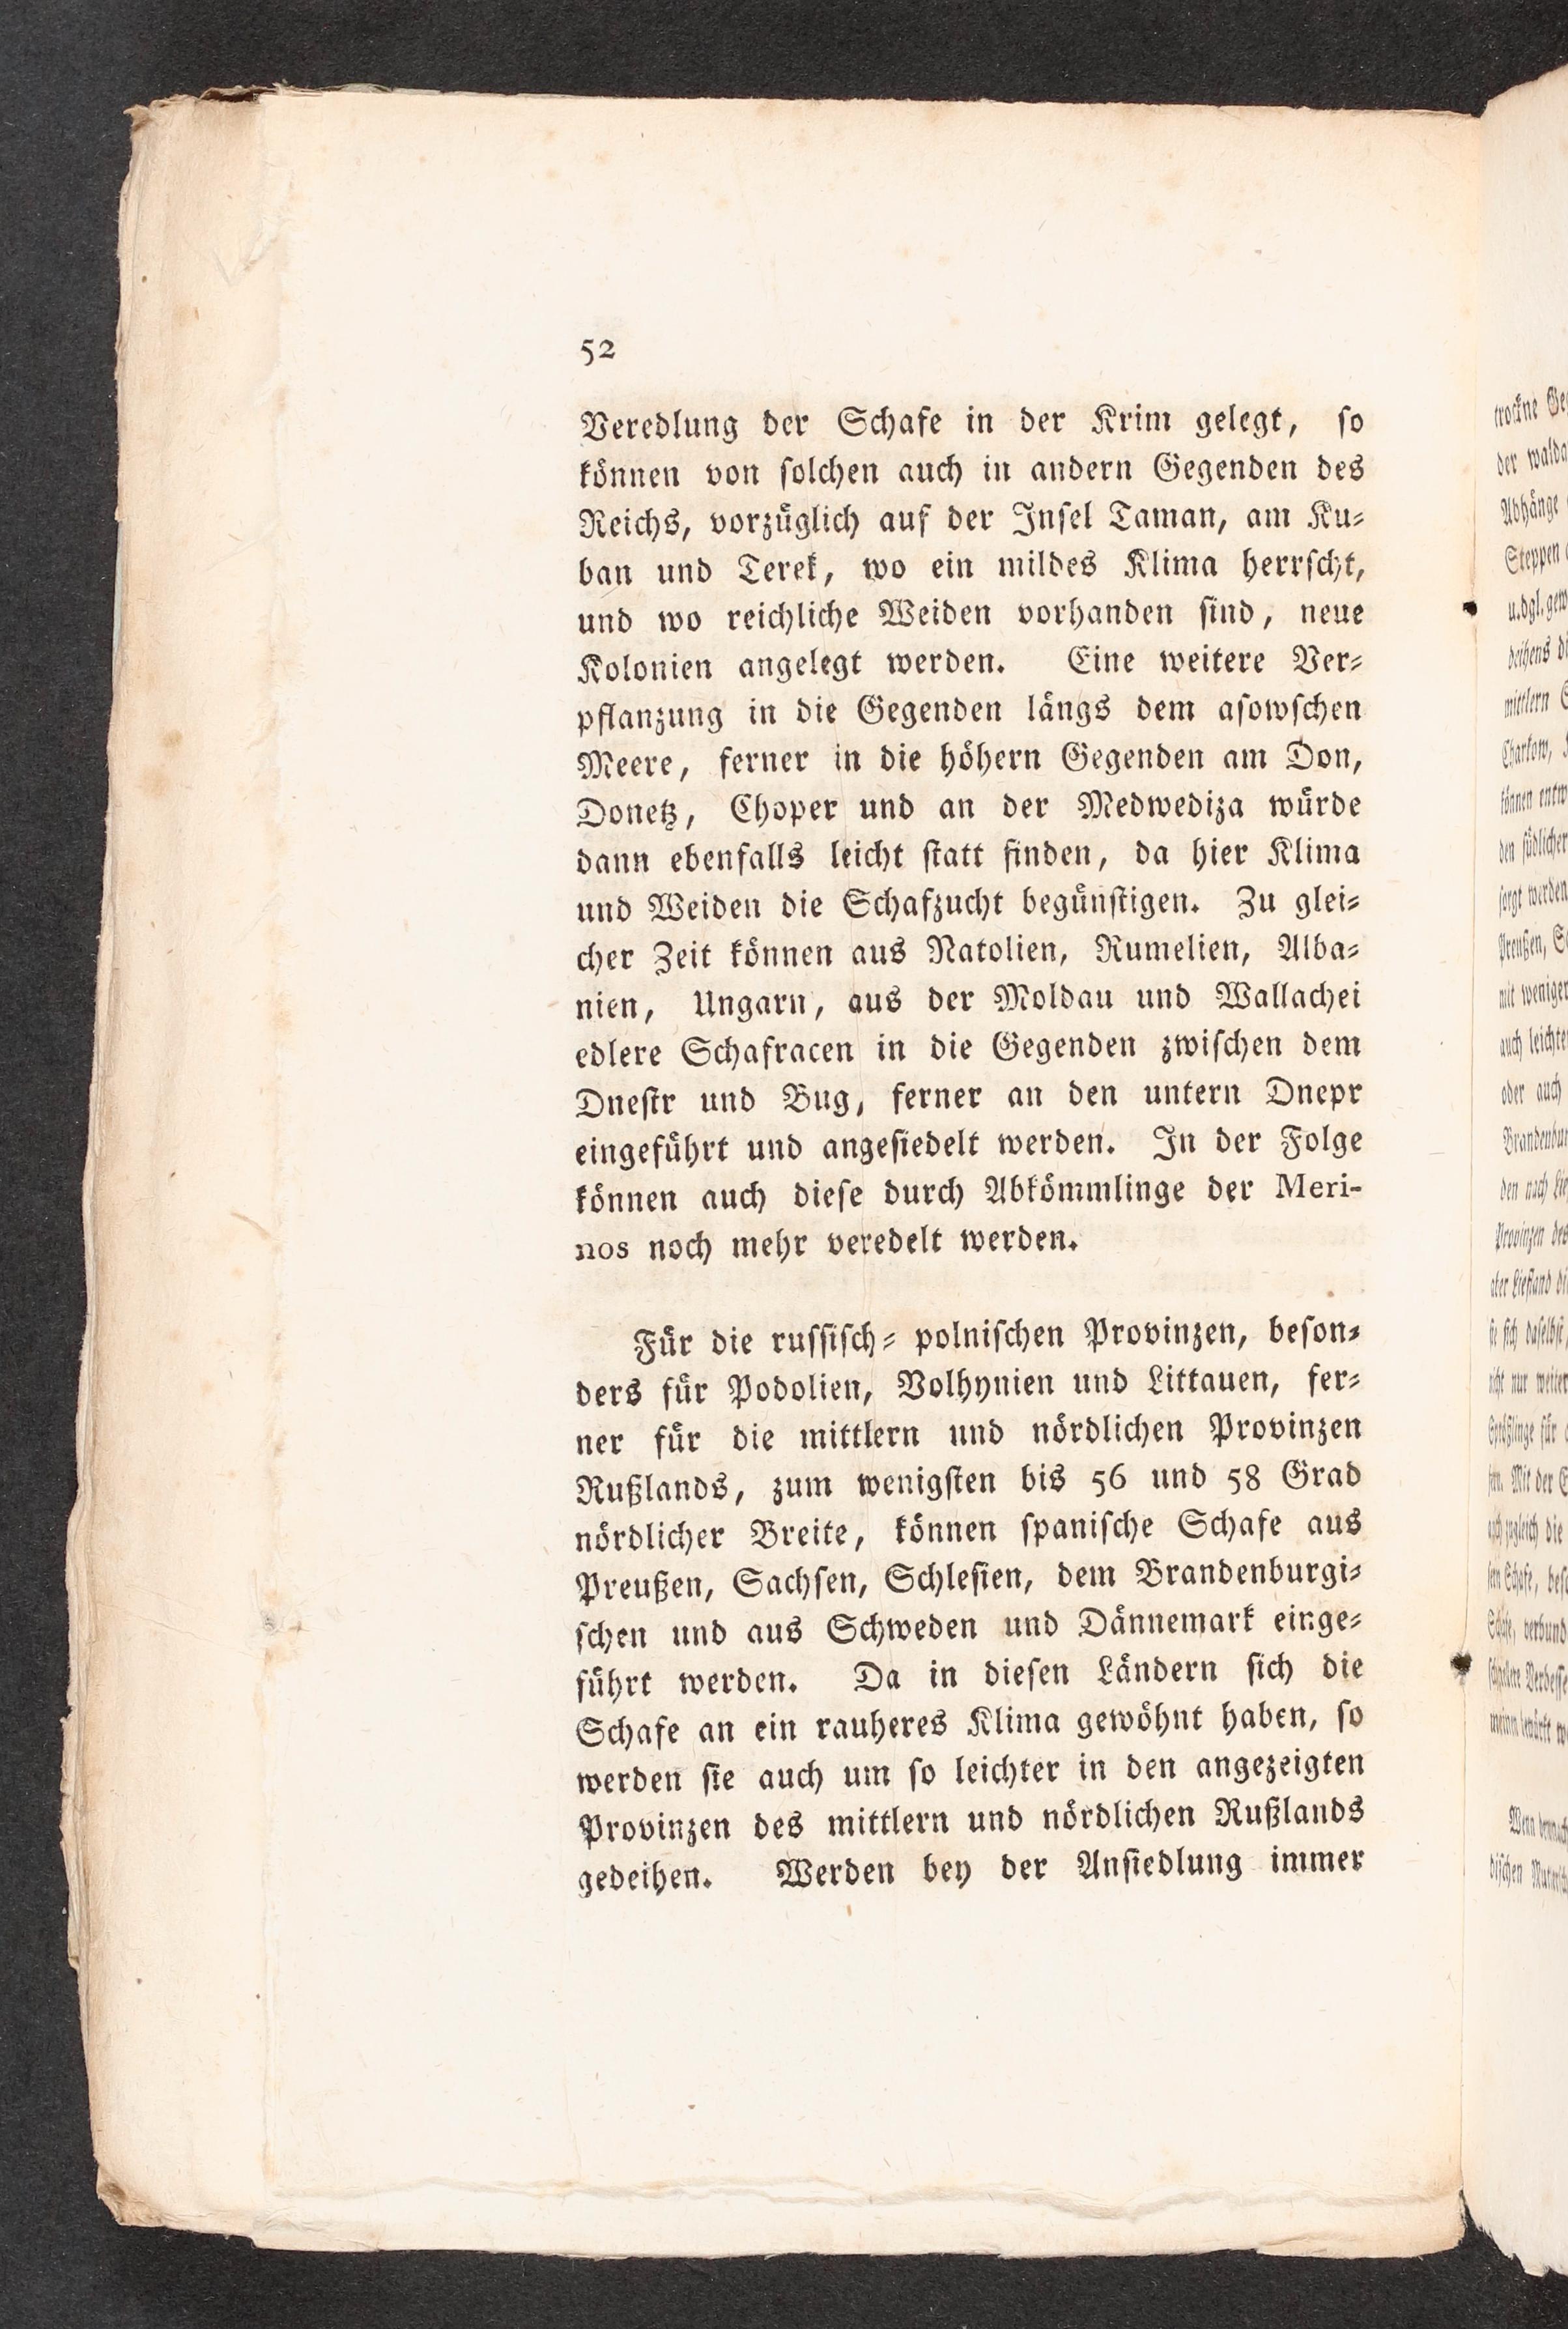 52
Veredlung der Schafe in der Krim gelegt, so
können von solchen auch in andern Gegenden des
Reichs, vorzüglich auf der Insel Taman, am Ku⸗
ban und Terek, wo ein mildes Klima herrscht,
und wo reichliche Weiden vorhanden sind, neue
Kolonien angelegt werden. Eine weitere Ver⸗
pflanzung in die Gegenden längs dem asowschen
Meere, ferner in die höhern Gegenden am Don,
Donetz, Choper und an der Medwediza würde
dann ebenfalls leicht statt finden, da hier Klima
und Weiden die Schafzucht begünstigen. Zu glei⸗
cher Zeit können aus Natolien, Rumelien, Alba⸗
nien, Ungarn, aus der Moldau und Wallachei
edlere Schafracen in die Gegenden zwischen dem
Dnestr und Bug, ferner an den untern Dnepr
eingeführt und angesiedelt werden. In der Folge
können auch diese durch Abkömmlinge der Meri-
nos noch mehr veredelt werden.
Für die russisch⸗polnischen Provinzen, beson⸗
ders für Podolien, Volhynien und Littauen, fer⸗
ner für die mittlern und nördlichen Provinzen
Rußlands, zum wenigsten bis 56 und 58 Grad
nördlicher Breite, können spanische Schafe aus
Preußen, Sachsen, Schlesien, dem Brandenburgi⸗
schen und aus Schweden und Dännemark einge⸗
führt werden. Da in diesen Ländern sich die
Schafe an ein rauheres Klima gewöhnt haben, so
werden sie auch um so leichter in den angezeigten
Provinzen des mittlern und nördlichen Rußlands
gedeihen. Werden bey der Ansiedlung immer